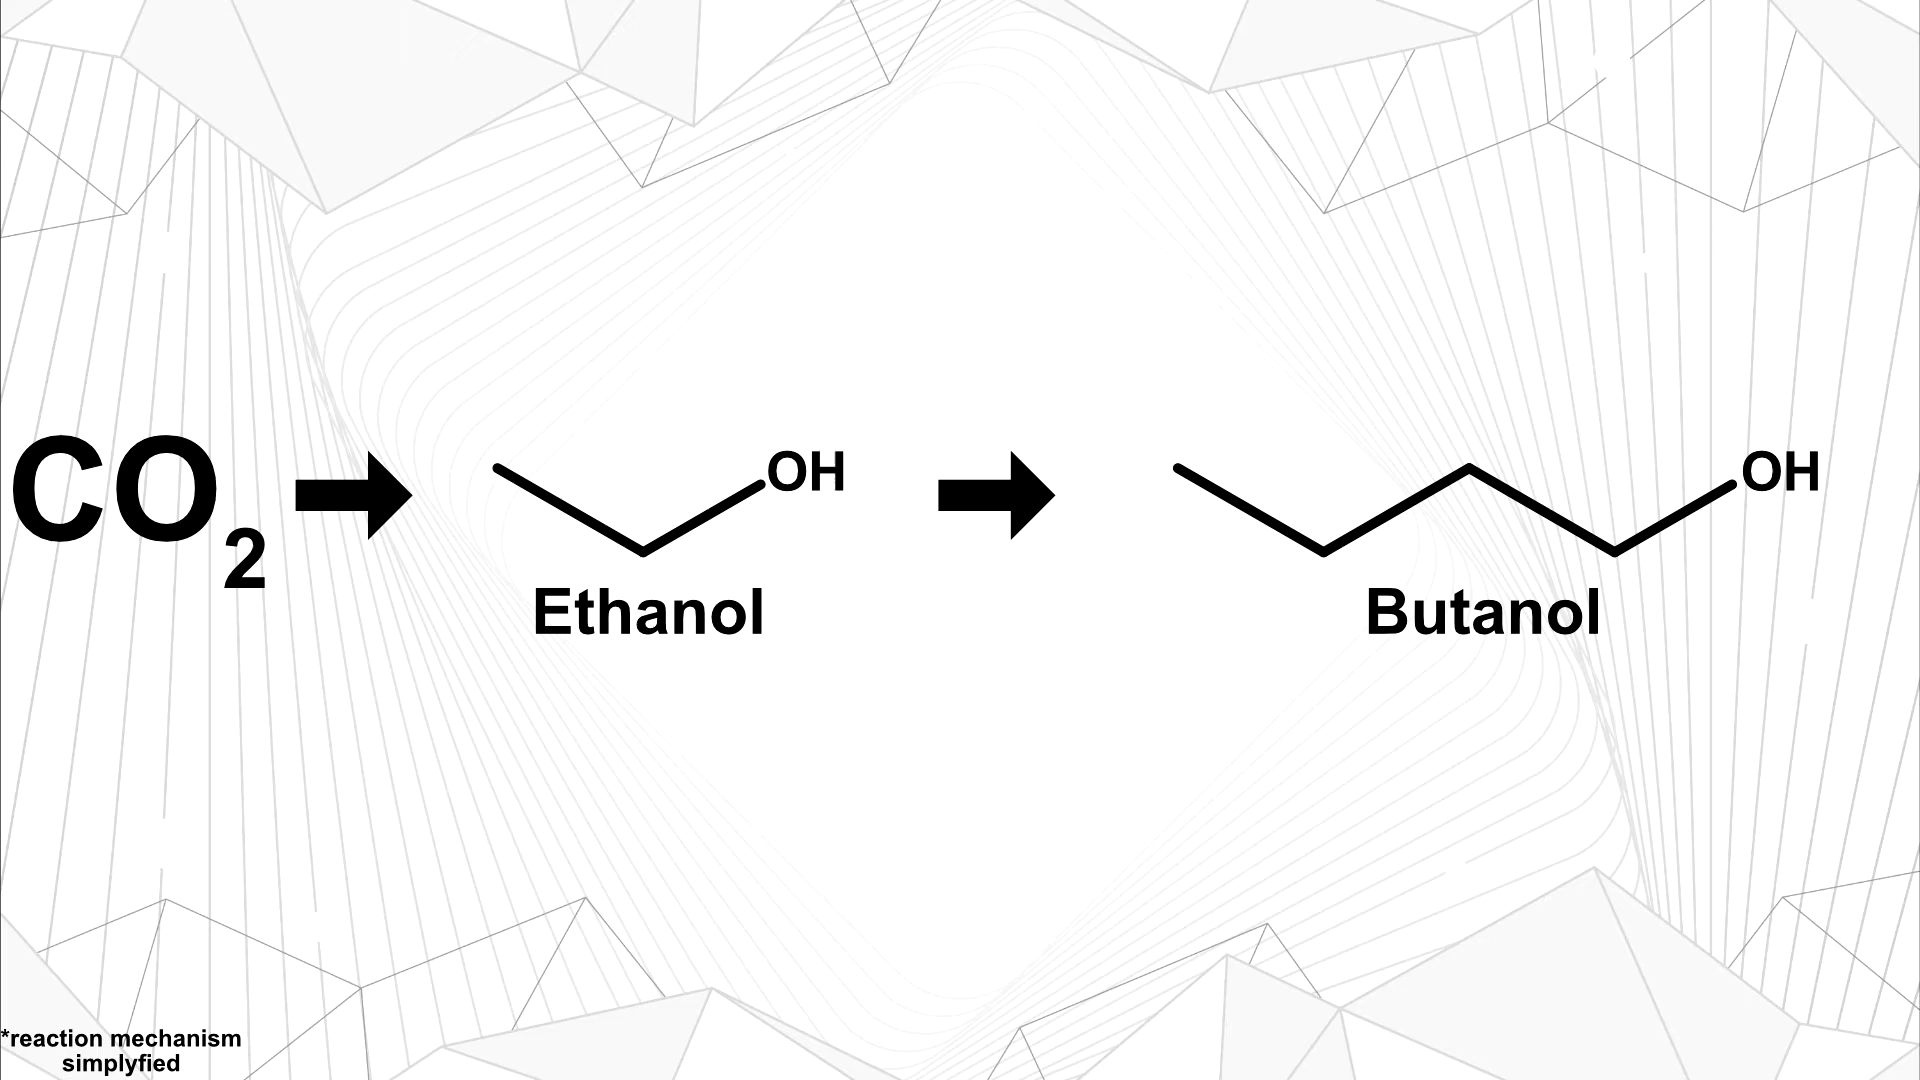 CO2
OH
OH
Ethanol
Butanol
*reaction mechanism
simplyfied